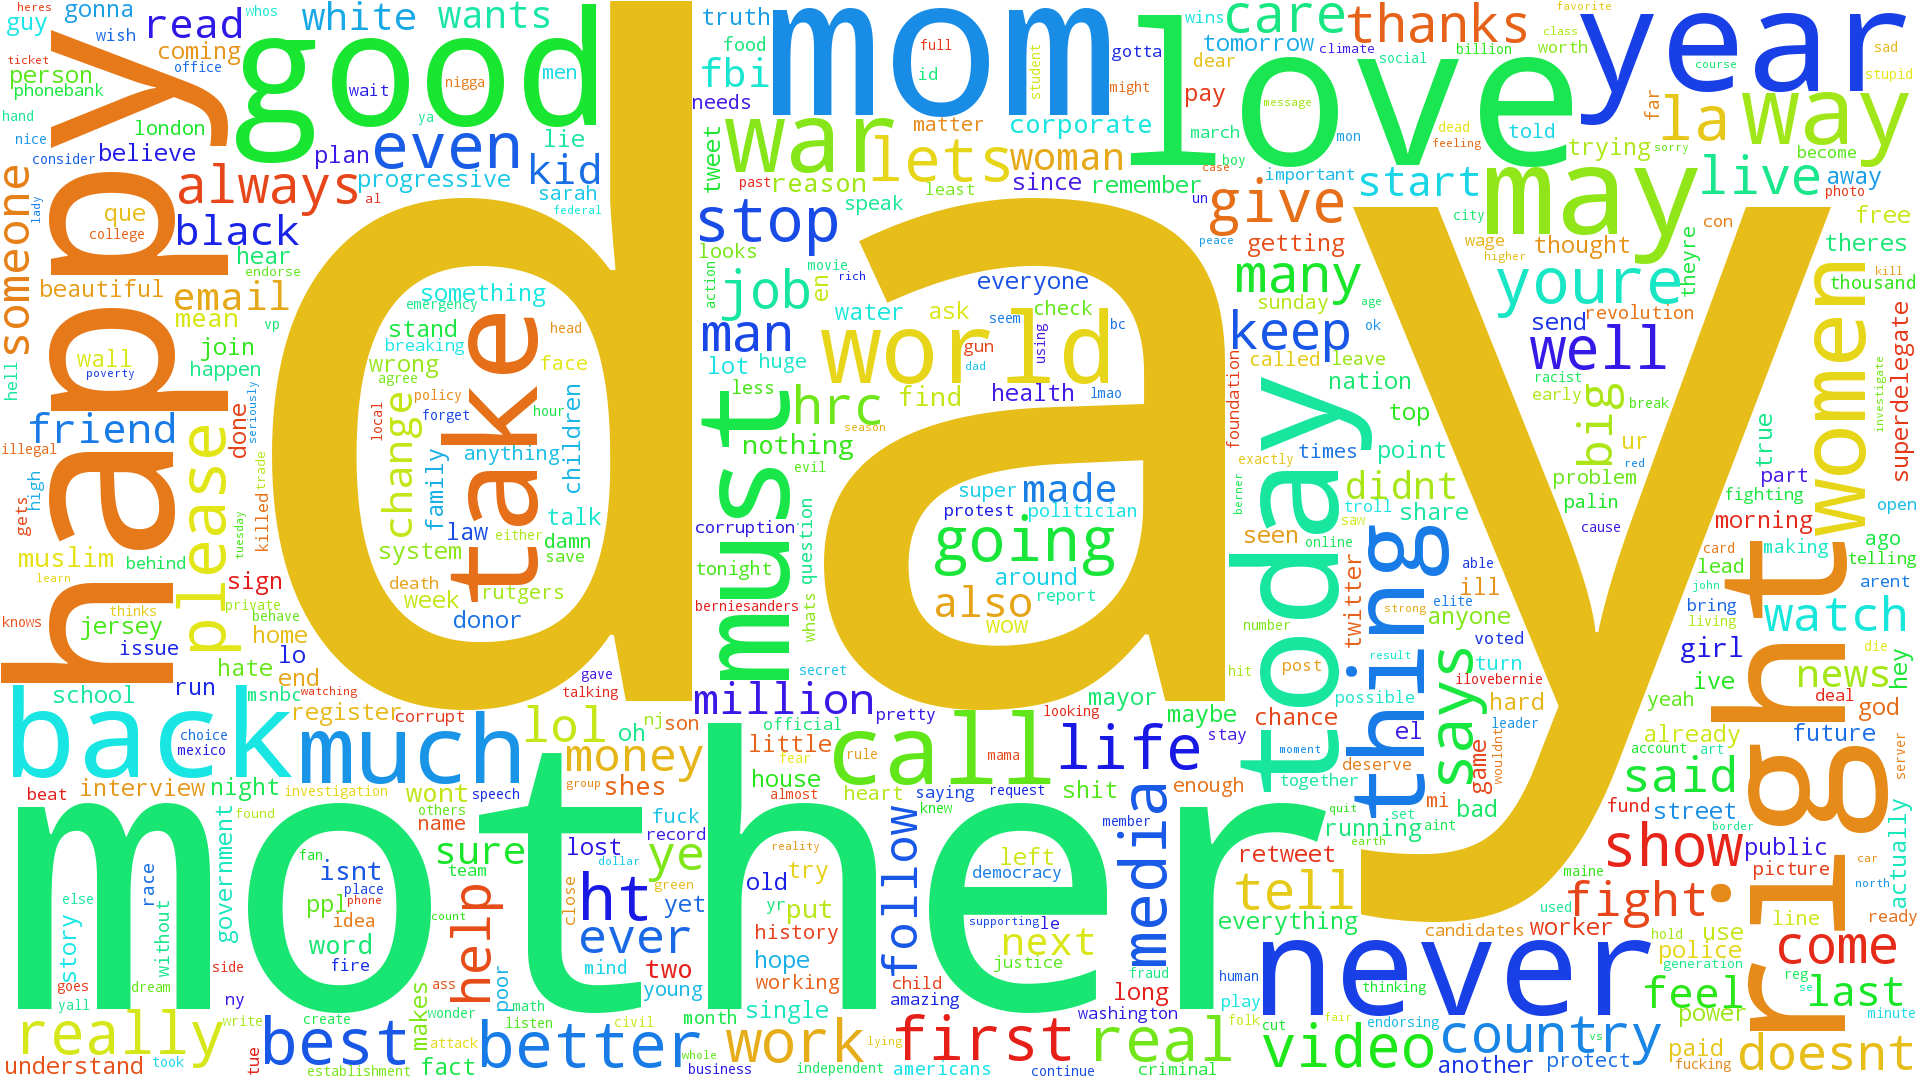 heres
gonna
whos
guy
wish
read
white
wants
truth
wins
care
thanks
favorite
class
year
coming
office
ticket
person
phonebank
hand
nice
consider
london
believe
happy
good
wait
nigga
men
ya
mom
food
fbi
full
id
student
gotta
needs
might
dear
tomorrow
climate
social
billion
worth
sad
stupid
course
love
message
pay
far
la
way
plan
even
lie
kid
progressive
always
al
sarah
federal
tweet
war
matter
lets
corporate
woman
past
reason
least
since
remember
speak
march
boy
case
mon
dead
feeling
told
trying
sorry
become
important
start
may
live
away
photo
someone
lady
que
college
black
hear
endorse
beautiful
email
mean
vp
day
stop
looks
action
movie
rich
un
give
peace
city
getting
wage
higher
thought
theyre
con
free
theres
kill
thousand
something
emergency
stand
breaking
head
wrong
agree
face
take
policy
forget
hour
local
change
family
anything
children
law
either
talk
damn
save
system
death
week
rutgers
donor
job
en
water
everyone
ask
check
seem
using
bc
man
world
gun
dad
lot
huge
less
find
health
lmao
many
sunday
age
ok
youre
send
revolution
keep
called
leave
well
hell
join
happen
wall
poverty
seriously
friend
illegal
please
done
trade
killed
high
gets
must
hrc
season
nothing
evil
foundation
nation
racist
early
top
big
break
women
superdelegate
investigate
exactly
times
point
ur
red
problem
palin
true
part
fighting
open
super
made
protest
politician
going
around
also
report
wow
corruption
question
tonight
berniesanders
whats
berner
today
didnt
troll
share
saw
seen
online
cause
morning
card
making
ago
telling
muslim
behind
tuesday
learn
sign
private
behave
thinks
knows
jersey
issue
home
lo
hate
end
secret
number
thing
twitter
strong
able
elite
ill
anyone
result
voted
john
lead
bring
living
arent
watch
right
die
hit
post
says
turn
ilovebernie
girl
hey
ive
news
school
run
msnbc
watching
register
corrupt
gave
talking
million
pretty
mayor
looking
maybe
chance
possible
hard
leader
yeah
deal
god
back
choice
mexico
much
lol
oh
nj
son
official
call
life
stay
moment
el
game
wouldnt
already
account
art
future
server
money
little
fear
rule
mama
together
deserve
beat
interview
night
investigation
wont
others
speech
group
shes
house
almost
heart
saying
request
knew
shit
enough
mi
bad
said
fund
street
border
mother
found
government
name
fuck
record
media
member
quit
set
running
aint
earth
show
public
car
actually
fan
isnt
place
phone
ppl
idea
count
sure
team
lost
dollar
ye
reality
old
try
follow
left
democracy
retweet
maine
picture
north
race
else
story
without
word
fire
help
close
ht
green
yet
yr
put
history
supporting
le
next
tell
everything
candidates
used
fight
worker
line
ready
ever
side
goes
yall
dream
ny
ass
poor
mind
two
young
hope
working
child
amazing
justice
fraud
long
human
never
thinking
hold
use
police
generation
come
reg
se
really
write
create
makes
wonder
math
listen
civil
month
single
washington
play
folk
fair
endorsing
feel
power
last
minute
understand
took
tue
best
establishment
attack
fact
better
whole
business
work
lying
independent
first
americans
continue
real
criminal
cut
video
country
vs
another
protect
paid
fucking
doesnt